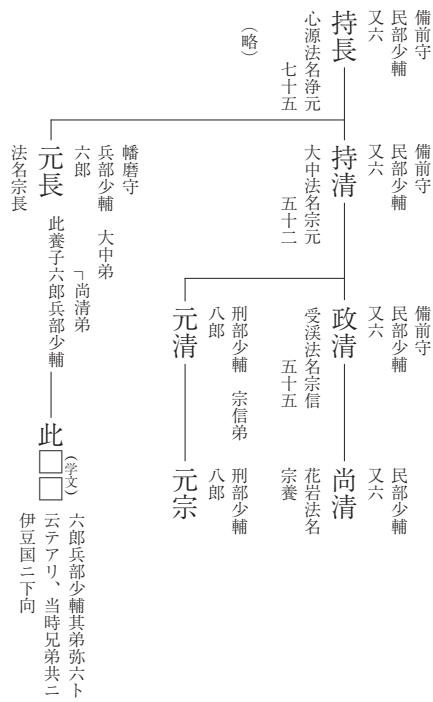 備前守
民部少輔
又六
持長
心源法名浄元
七十五
(略)
備前守
民部少輔
又六
持清
大中法名宗元
五十二
備前守
民部少輔
又六
政清
受渓法名宗信
五十五
民部少輔
又六
尚清
花岩法名
宗養
刑部少輔 宗信弟
八郎
元清
刑部少輔
八郎
元宗
幡磨守
兵部少輔 大中弟
六郎
元長
法名宗長
「尚清弟
此養子六郎兵部少輔
此□□
(学文)
六郎兵部少輔其弟弥六ト
云テアリ、当時兄弟共ニ
伊豆国ニ下向